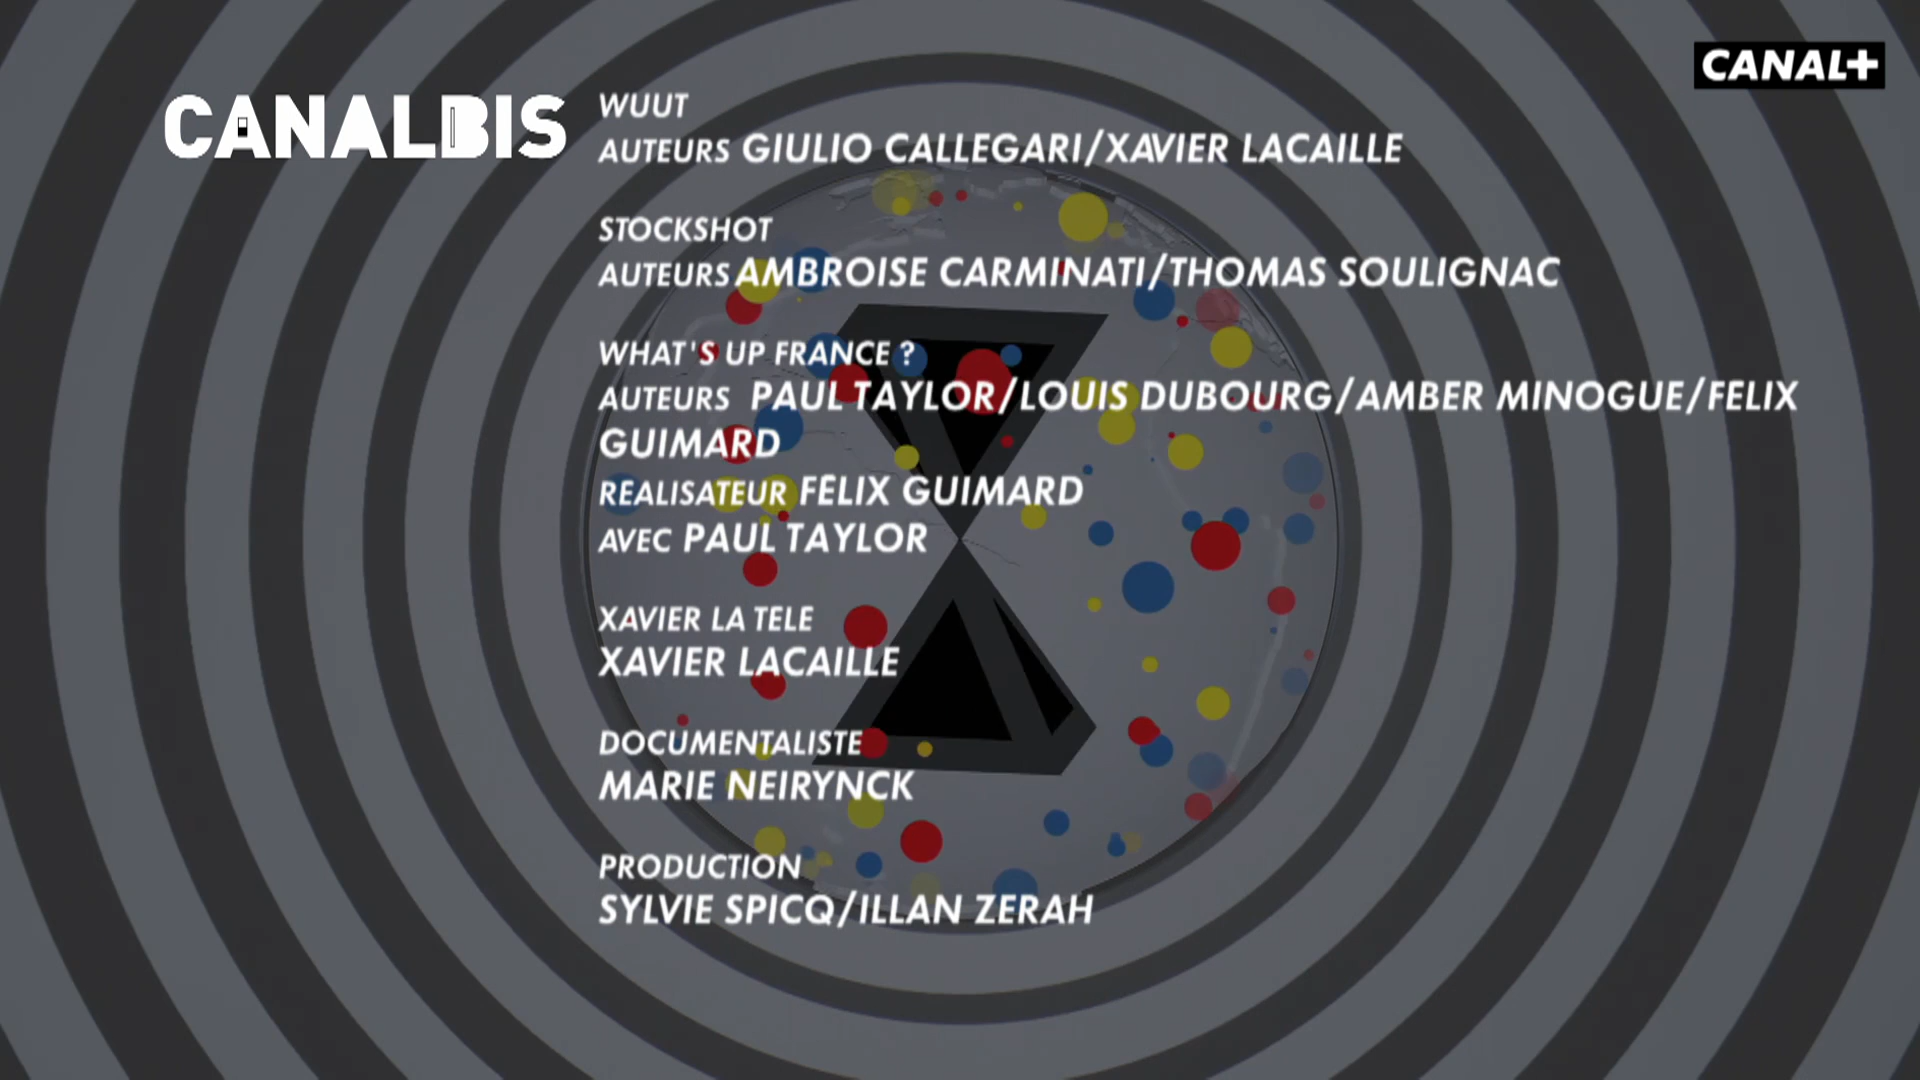 CANAL+
CANALBIS
WUUT
AUTEURS GIULIO CALLEGARI/XAVIER LACAILLE
STOCKSHOT
AUTEURS AMBROISE CARMINATI/THOMAS SOULIGNAC
WHAT'S UP FRANCE ?
AUTEURS PAUL TAYLOR/LOUIS DUBOURG/AMBER MINOGUE/FELIX
GUIMARD
REALISATEUR FÉLIX GUIMARD
AVEC PAUL TAYLOR
XAVIER LA TELE
XAVIER LACAILLE
DOCUMENTALISTE
MARIE NEIRYNCK
PRODUCTION
SYLVIE SPICQ/ILLAN ZERAH